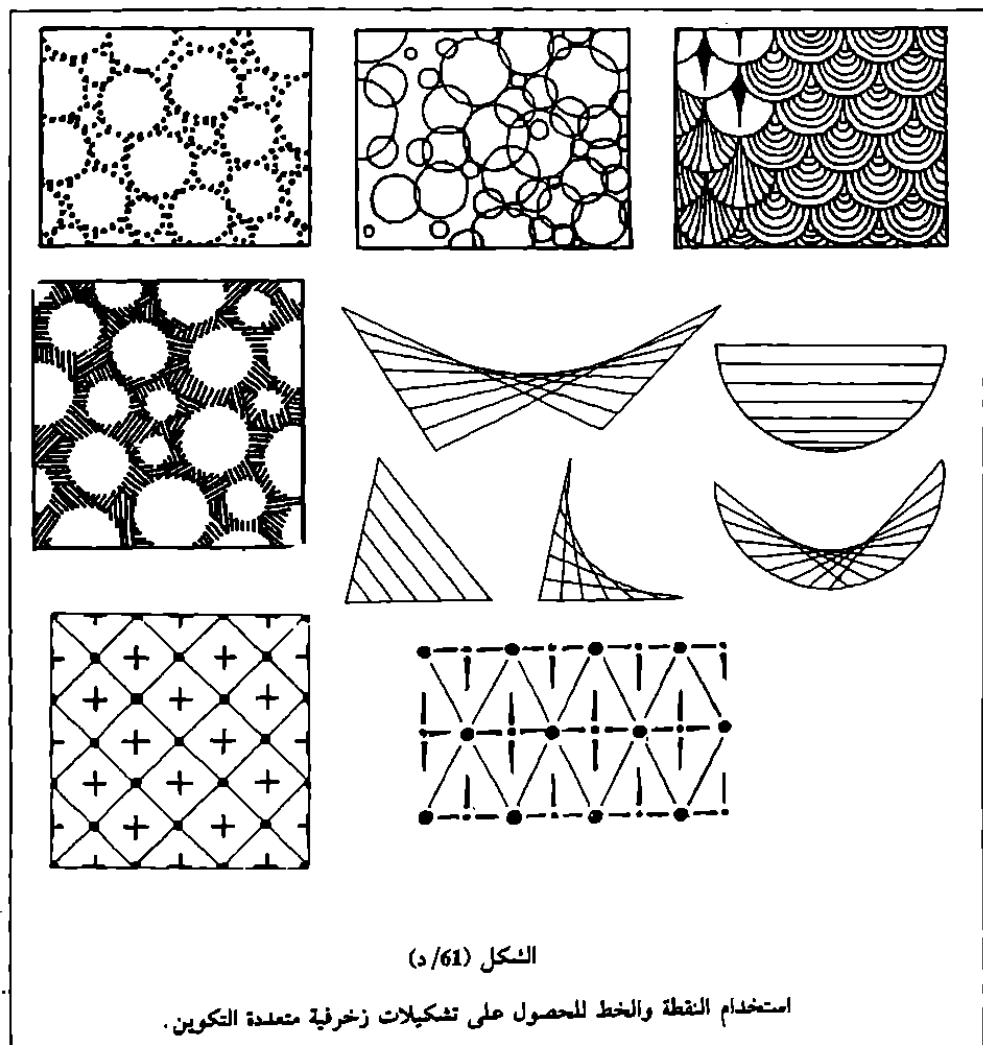 الشكل (61/ د)
استخدام النقطة والخط للحصول على تشكيلات زخرفية متعددة التكوين .